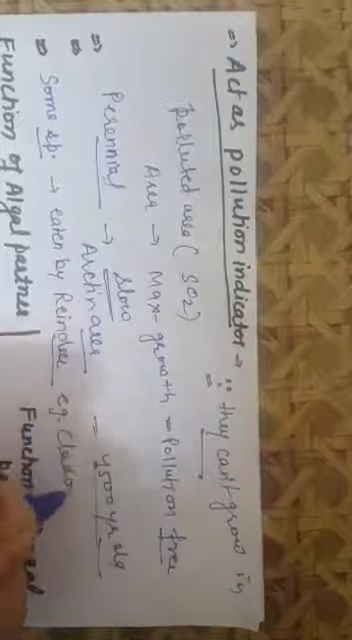 ⇒ Act as pollution indicator → ∵ they can't grow in
Polluted area ( SO2)
Area → Max-growth = Pollution free
⇒
⇒ Perennial → Slow
Arctic area - 4500 yr old
⇒ Some sp. → eaten by Reindeer eg. Clado
Function of Algal partner
Function